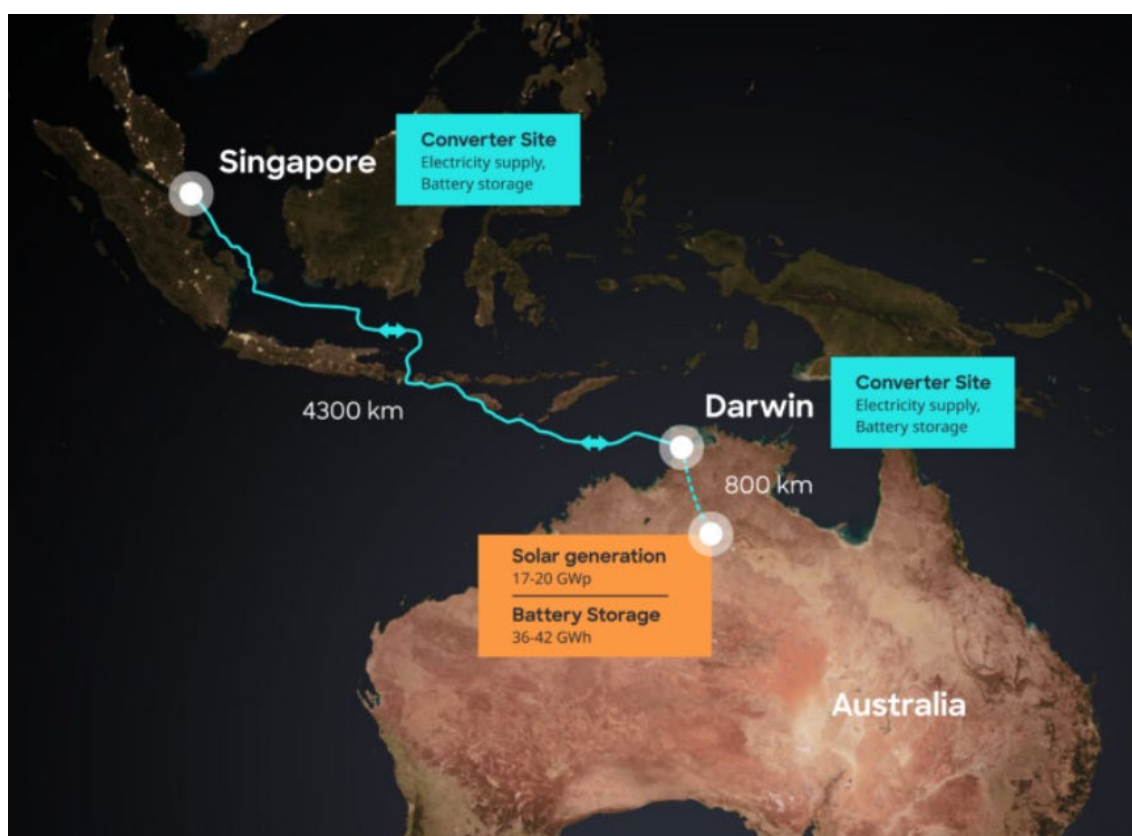 Singapore
Converter Site
Electricity supply,
Battery storage
4300 km
Darwin
Converter Site
Electricity supply,
Battery storage
800 km
Solar generation
17-20 GWp
Battery Storage
36-42 GWh
Australia